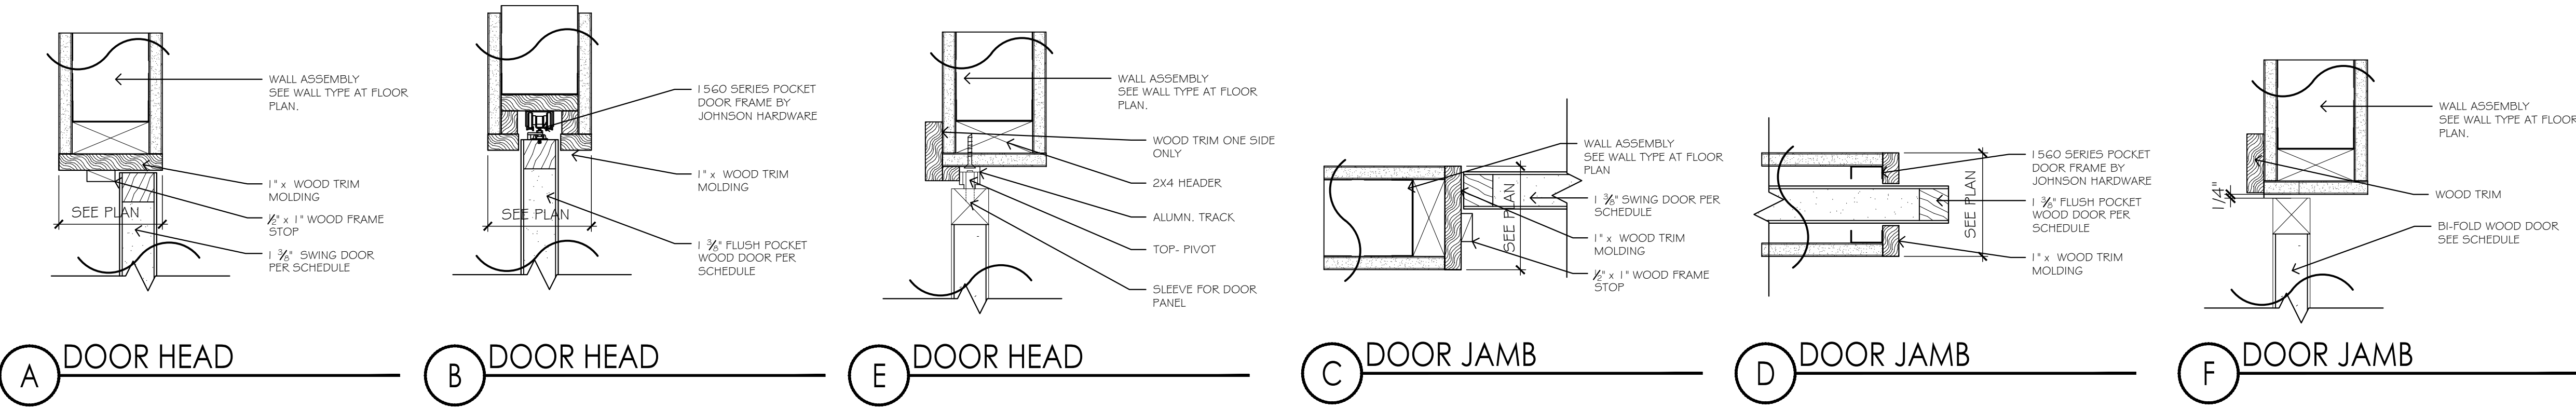 WALL ASSEMBLY
SEE WALL TYPE AT FLOOR
PLAN.
1" x WOOD TRIM
MOLDING
½" x 1" WOOD FRAME
STOP
1 ⅜" SWING DOOR
PER SCHEDULE
SEE PLAN
A
DOOR HEAD
1560 SERIES POCKET
DOOR FRAME BY
JOHNSON HARDWARE
1" x WOOD TRIM
MOLDING
SEE PLAN
1 ⅜" FLUSH POCKET
WOOD DOOR PER
SCHEDULE
B
DOOR HEAD
WALL ASSEMBLY
SEE WALL TYPE AT FLOOR
PLAN.
WOOD TRIM ONE SIDE
ONLY
2X4 HEADER
ALUMN. TRACK
TOP- PIVOT
SLEEVE FOR DOOR
PANEL
E
DOOR HEAD
WALL ASSEMBLY
SEE WALL TYPE AT FLOOR
PLAN
1 ⅜" SWING DOOR PER
SCHEDULE
1" x WOOD TRIM
MOLDING
½" x 1" WOOD FRAME
STOP
SEE PLAN
C
DOOR JAMB
1560 SERIES POCKET
DOOR FRAME BY
JOHNSON HARDWARE
1 ⅜" FLUSH POCKET
WOOD DOOR PER
SCHEDULE
1" x WOOD TRIM
MOLDING
SEE PLAN
D
DOOR JAMB
WALL ASSEMBLY
SEE WALL TYPE AT FLOOR
PLAN.
WOOD TRIM
BI-FOLD WOOD DOOR
SEE SCHEDULE
1/4"
F
DOOR JAMB